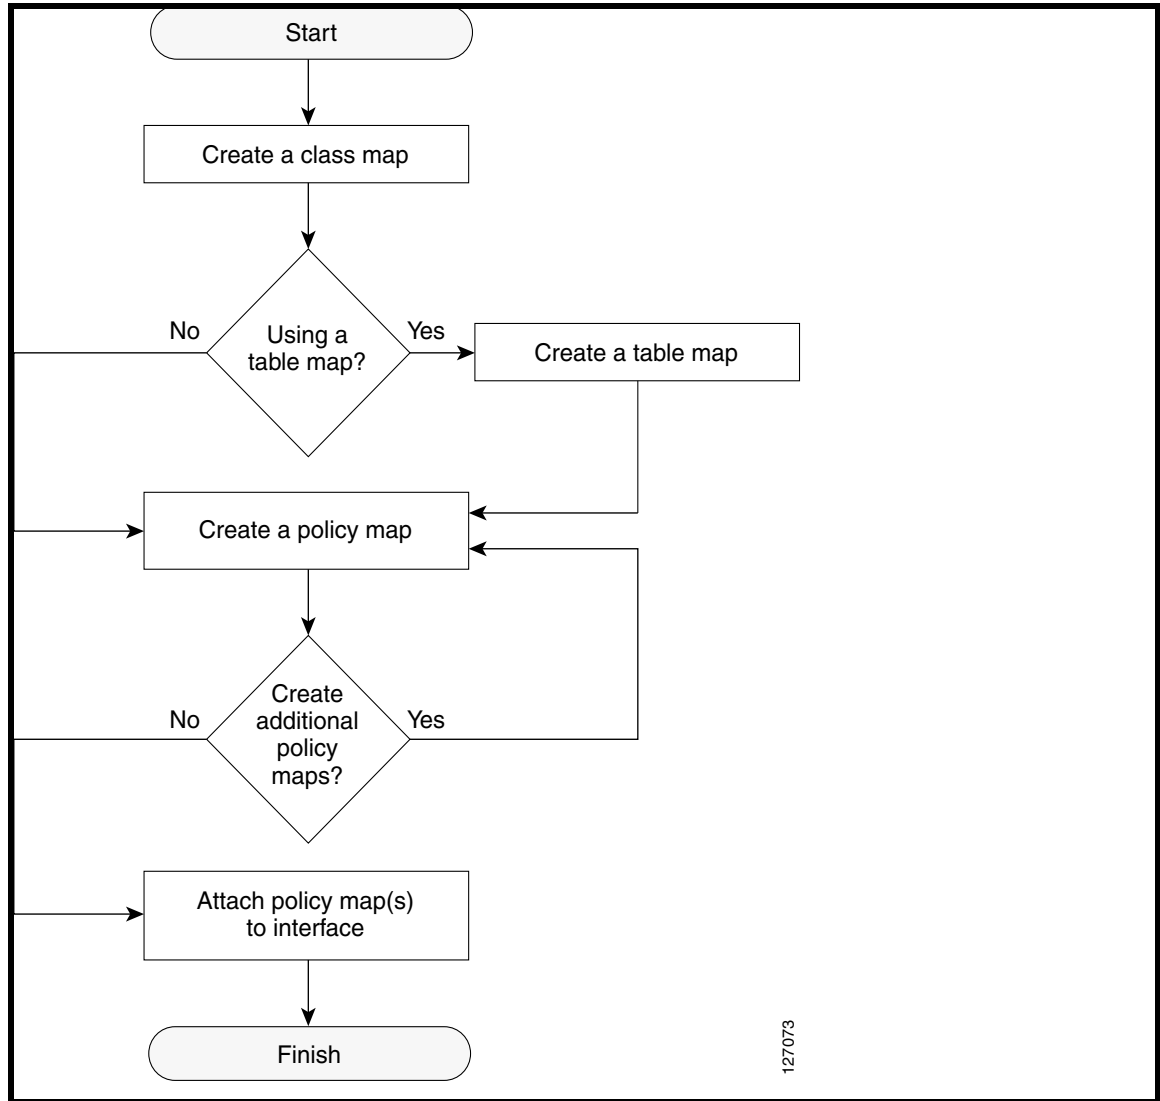 Start
Create a class map
No
Using a
table map?
Yes
Create a table map
Create a policy map
No
Create
additional
policy
maps?
Yes
Attach policy map(s)
to interface
Finish
127073